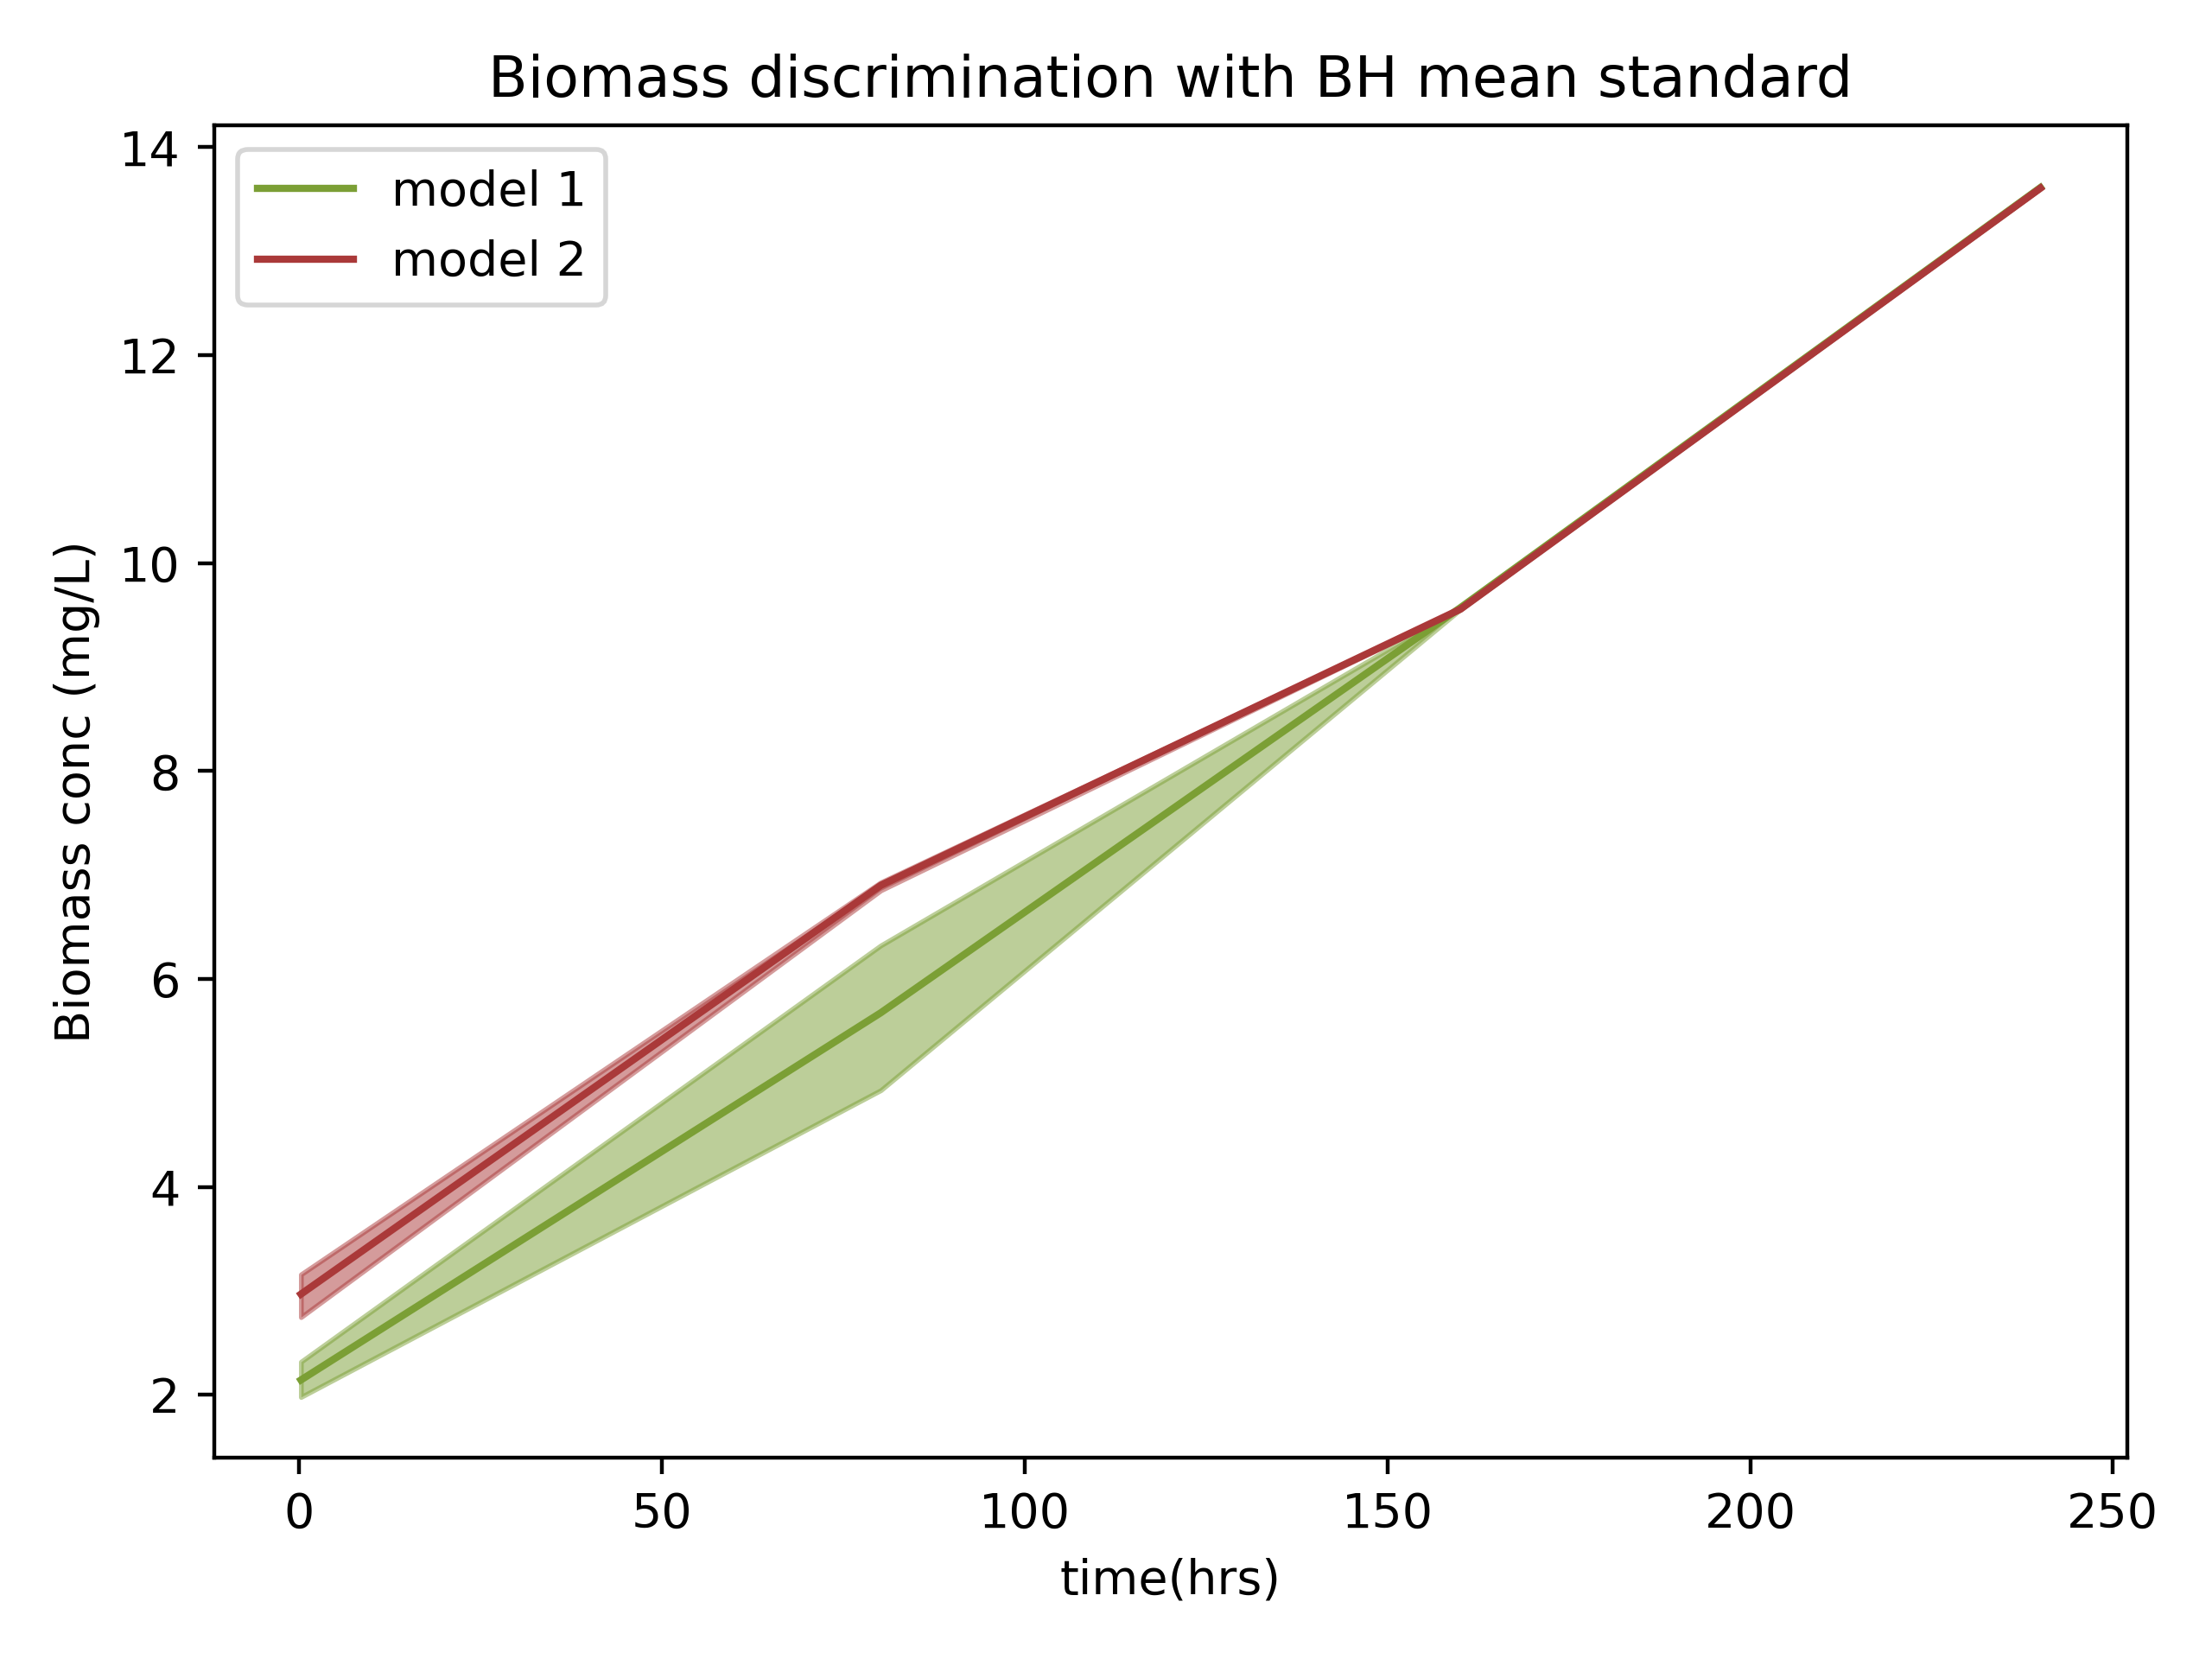 Biomass discrimination with BH mean standard
model 1
model 2
Biomass conc (mg/L)
14
12
10
8
6
4
2
0 50 100 150 200 250
time(hrs)